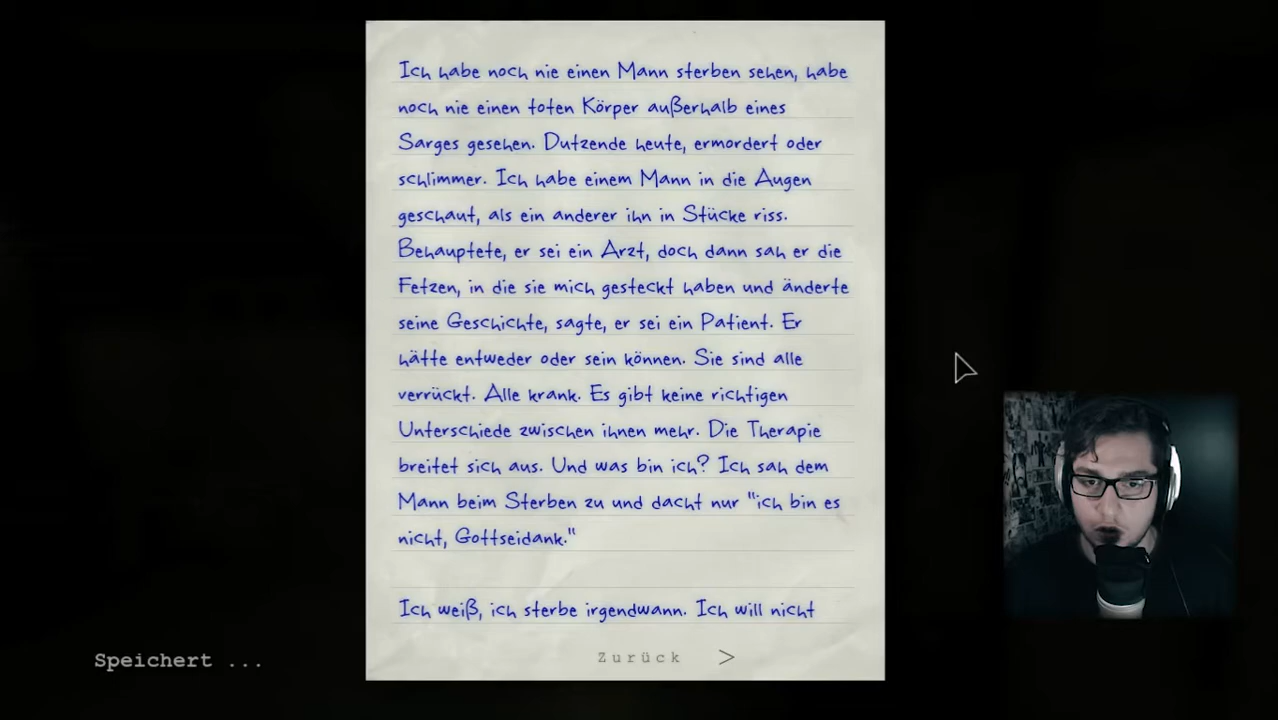 Ich habe noch nie einen Mann sterben sehen, habe
noch nie einen toten Körper außerhalb eines
Sarges gesehen. Dutzende heute, ermordert oder
schlimmer. Ich habe einem Mann in die Augen
geschaut, als ein anderer ihn in Stücke riss.
Behauptete, er sei ein Arzt, doch dann sah er die
Fetzen, in die sie mich gesteckt haben und änderte
seine Geschichte, sagte, er sei ein Patient. Er
hätte entweder oder sein können. Sie sind alle
verrückt. Alle krank. Es gibt keine richtigen
Unterschiede zwischen ihnen mehr. Die Therapie
breitet sich aus. Und was bin ich? Ich sah dem
Mann beim Sterben zu und dacht nur "ich bin es
nicht, Gottseidank."
Ich weiß, ich sterbe irgendwann. Ich will nicht
Zurück >
Speichert ...